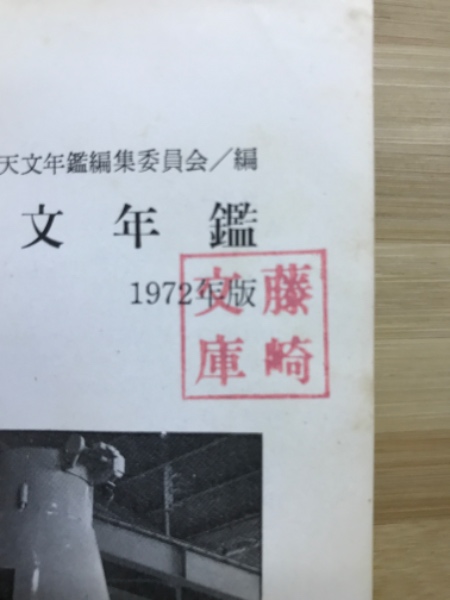 天文年鑑編集委員会/編
文年鑑
1972年版
藤崎
文庫